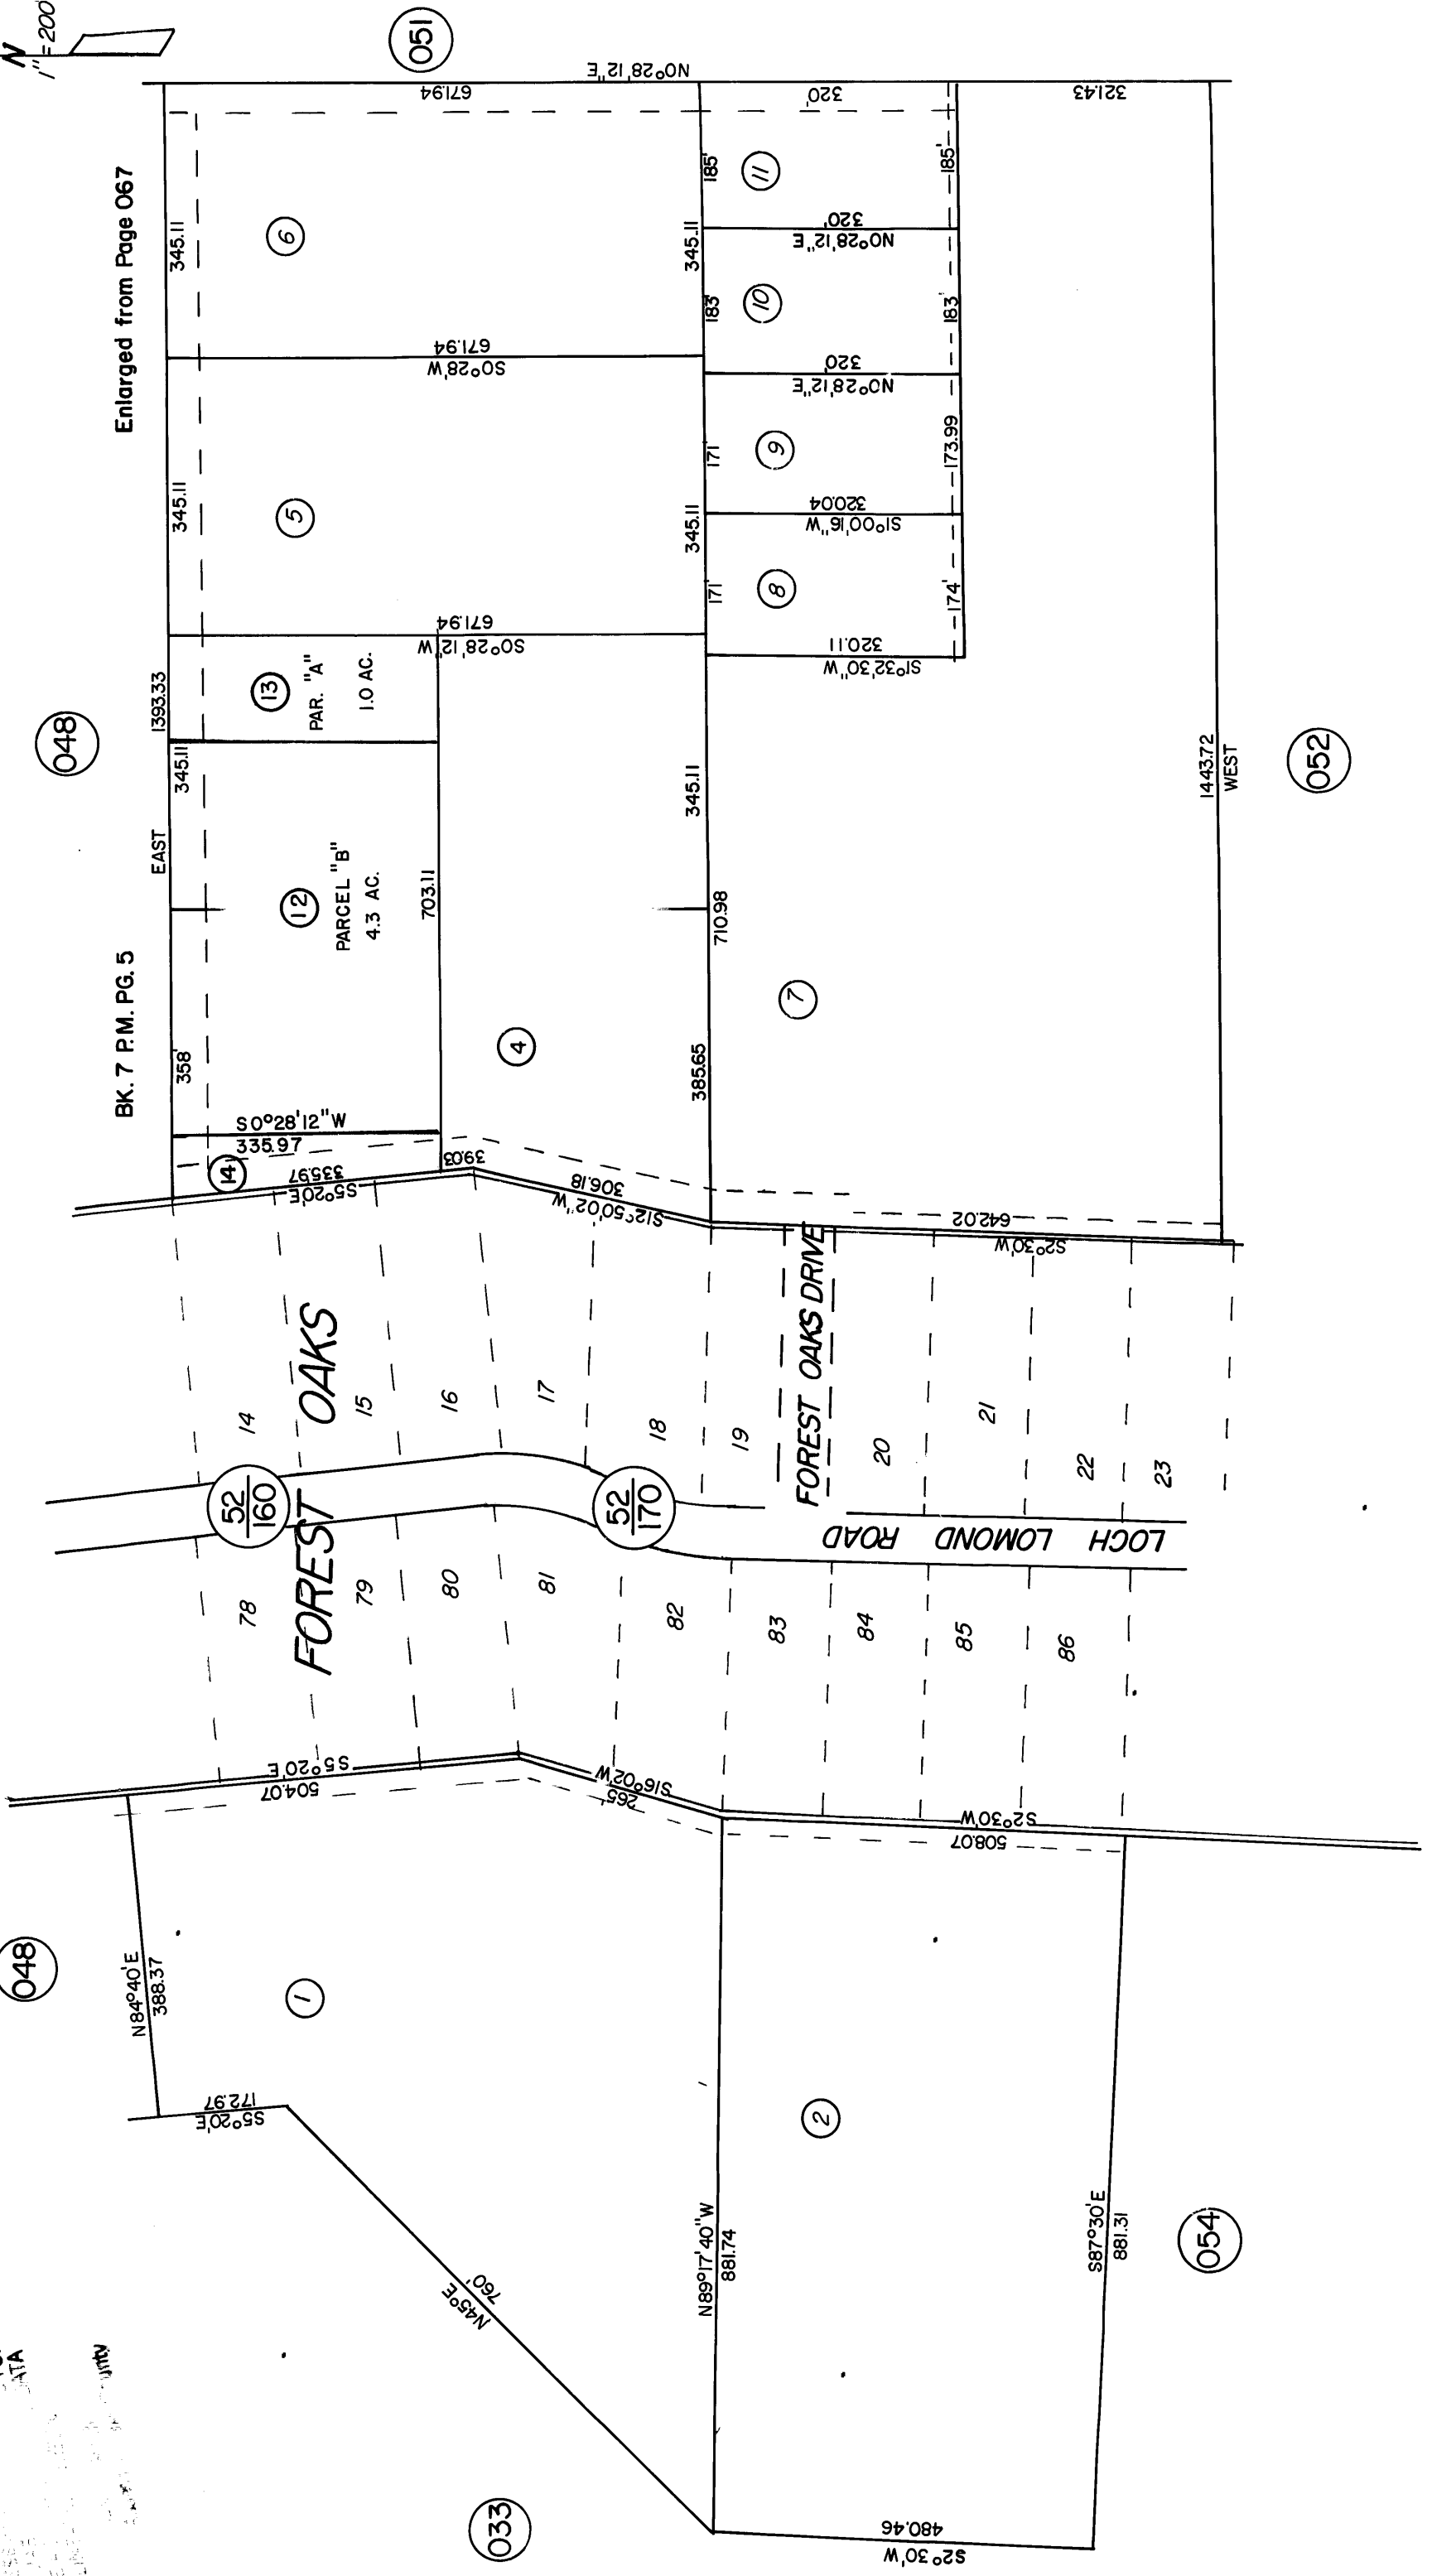 N
1"=200'
051
Enlarged from Page 067
BK. 7 P.M. PG. 5
048
EAST
1393.33
345.11
345.11
345.11
358'
N0°28'12"E
671.94
320'
321.43
6
5
S0°28'W
671.94
S0°28'12"W
671.94
13
PAR. "A"
1.0 AC.
12
PARCEL "B"
4.3 AC.
703.11
S0°28'12"W
335.97
14
335.97
S5°20'E
39.03
306.18
S12°50'02"W
4
345.11
345.11
345.11
385.65
710.98
185'
183'
171'
171'
11
10
9
8
320'
N0°28'12"E
320'
N0°28'12"E
320.04
S1°00'16"W
320.11
S1°32'30"W
185'
183'
173.99
174'
7
1443.72
WEST
052
642.02
S2°30'W
FOREST OAKS
FOREST OAKS DRIVE
LOCH LOMOND ROAD
14
15
16
17
18
19
20
21
22
23
52
160
52
170
78
79
80
81
82
83
84
85
86
S5°20'E
504.07
S16°02'W
265'
S2°30'W
508.07
048
N84°40'E
388.37
172.97
S5°20'E
1
N45°E
760'
N89°17'40"W
881.74
2
S87°30'E
881.31
054
480.46
S2°30'W
033